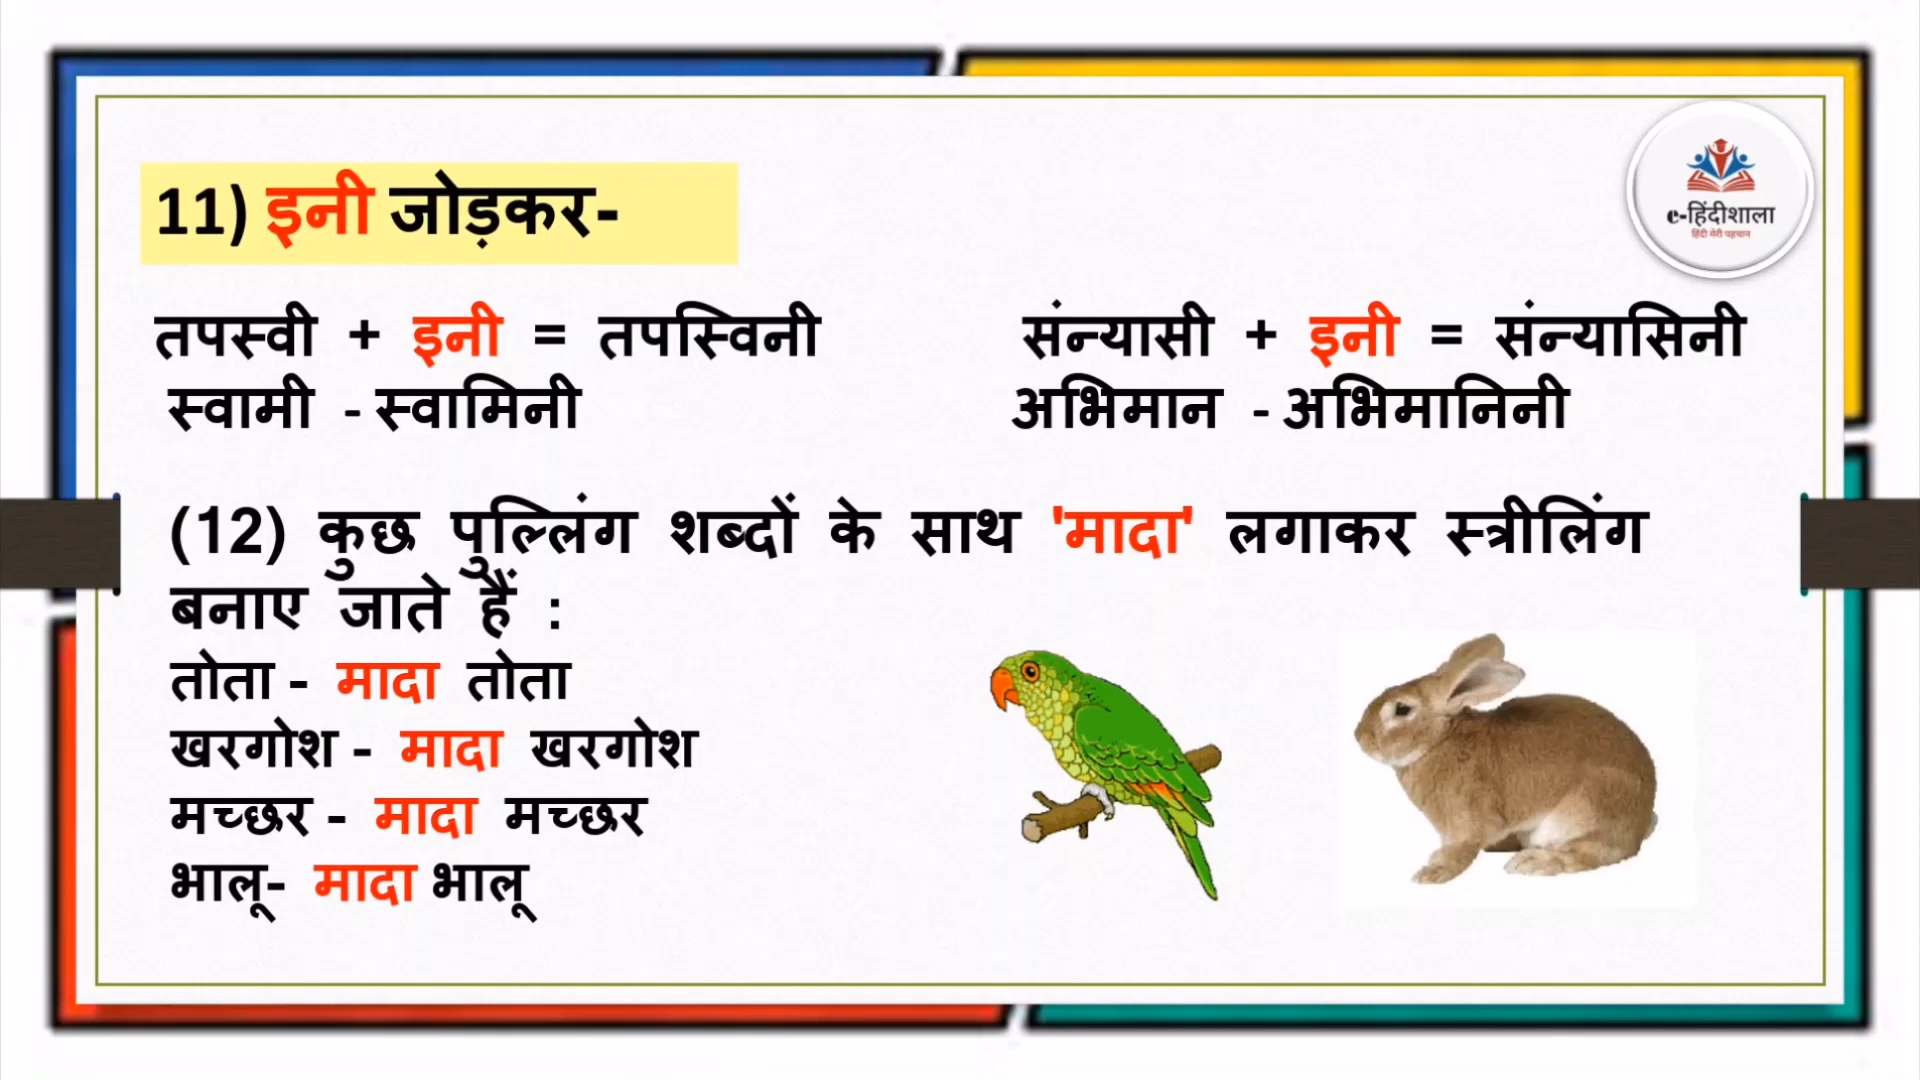 11) इनी जोड़कर-
e-हिंदीशाला
हिंदी मेरी पहचान
तपस्वी + इनी = तपस्विनी संन्यासी + इनी = संन्यासिनी
स्वामी - स्वामिनी अभिमान - अभिमानिनी
(12) कुछ पुल्लिंग शब्दों के साथ 'मादा' लगाकर स्त्रीलिंग
बनाए जाते हैं :
तोता - मादा तोता
खरगोश - मादा खरगोश
मच्छर - मादा मच्छर
भालू- मादा भालू